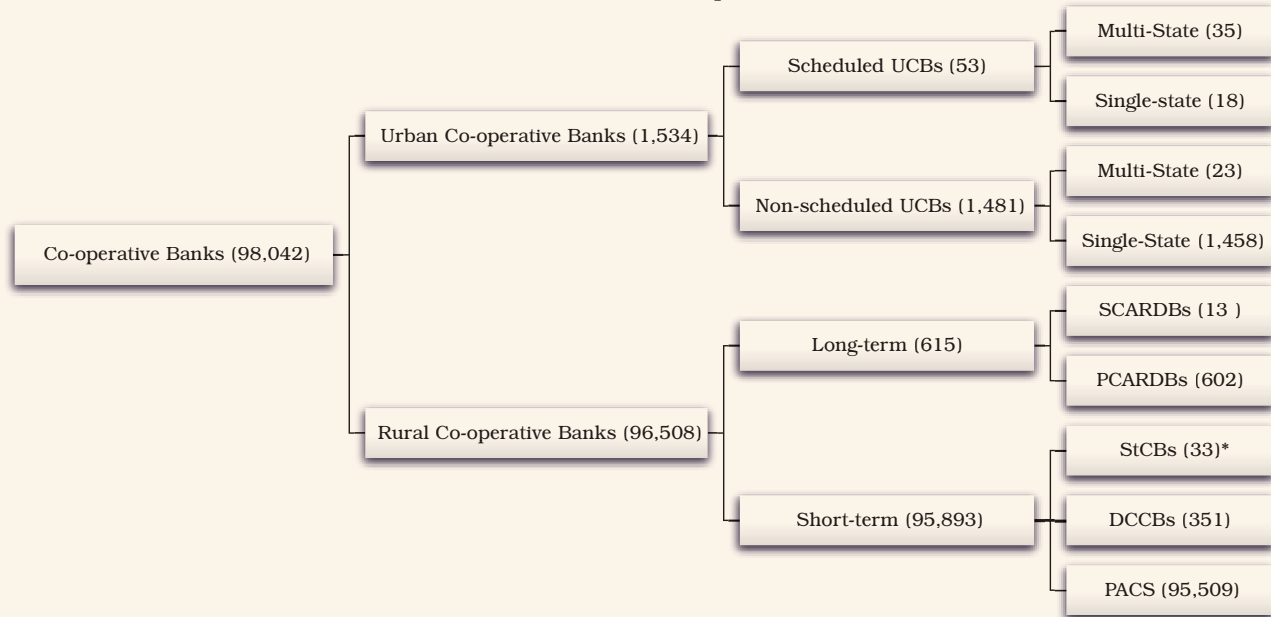 Multi-State (35)
Scheduled UCBs (53)
Single-state (18)
Urban Co-operative Banks (1,534)
Multi-State (23)
Non-scheduled UCBs (1,481)
Single-State (1,458)
Co-operative Banks (98,042)
SCARDBs (13 )
Long-term (615)
PCARDBs (602)
Rural Co-operative Banks (96,508)
StCBs (33)*
Short-term (95,893)
DCCBs (351)
PACS (95,509)